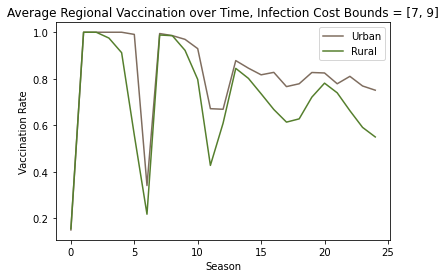 Average Regional Vaccination over Time, Infection Cost Bounds = [7, 9]
Urban
Rural
1.0
0.8
0.6
0.4
0.2
Vaccination Rate
0 5 10 15 20 25
Season